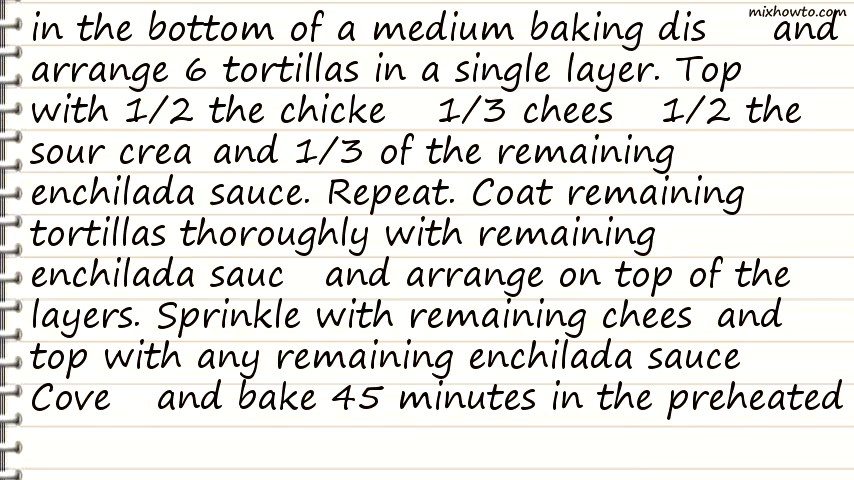 mixhowto.com
in the bottom of a medium baking dis and
arrange 6 tortillas in a single layer. Top
with 1/2 the chicke 1/3 chees 1/2 the
sour crea and 1/3 of the remaining
enchilada sauce. Repeat. Coat remaining
tortillas thoroughly with remaining
enchilada sauc and arrange on top of the
layers. Sprinkle with remaining chees and
top with any remaining enchilada sauce
Cove and bake 45 minutes in the preheated